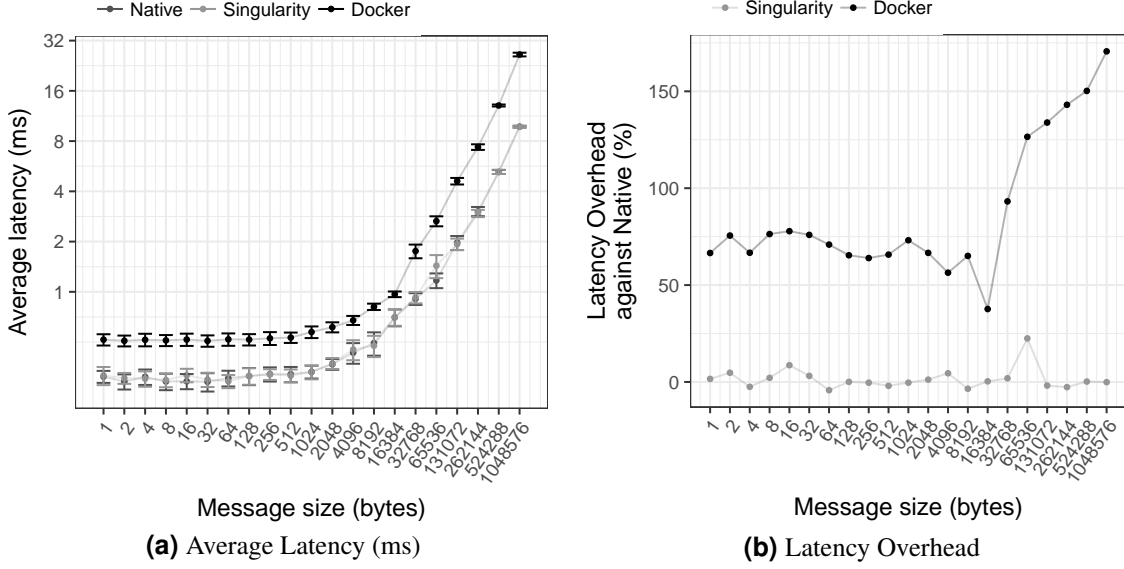 Native Singularity Docker
Average latency (ms)
32
16
8
4
2
1
1 2 4 8 16 32 64 128 256 512 1024 2048 4096 8192 16384 32768 65536 131072 262144 524288 1048576
Message size (bytes)
(a) Average Latency (ms)
Singularity Docker
Latency Overhead
against Native (%)
150
100
50
0
1 2 4 8 16 32 64 128 256 512 1024 2048 4096 8192 16384 32768 65536 131072 262144 524288 1048576
Message size (bytes)
(b) Latency Overhead